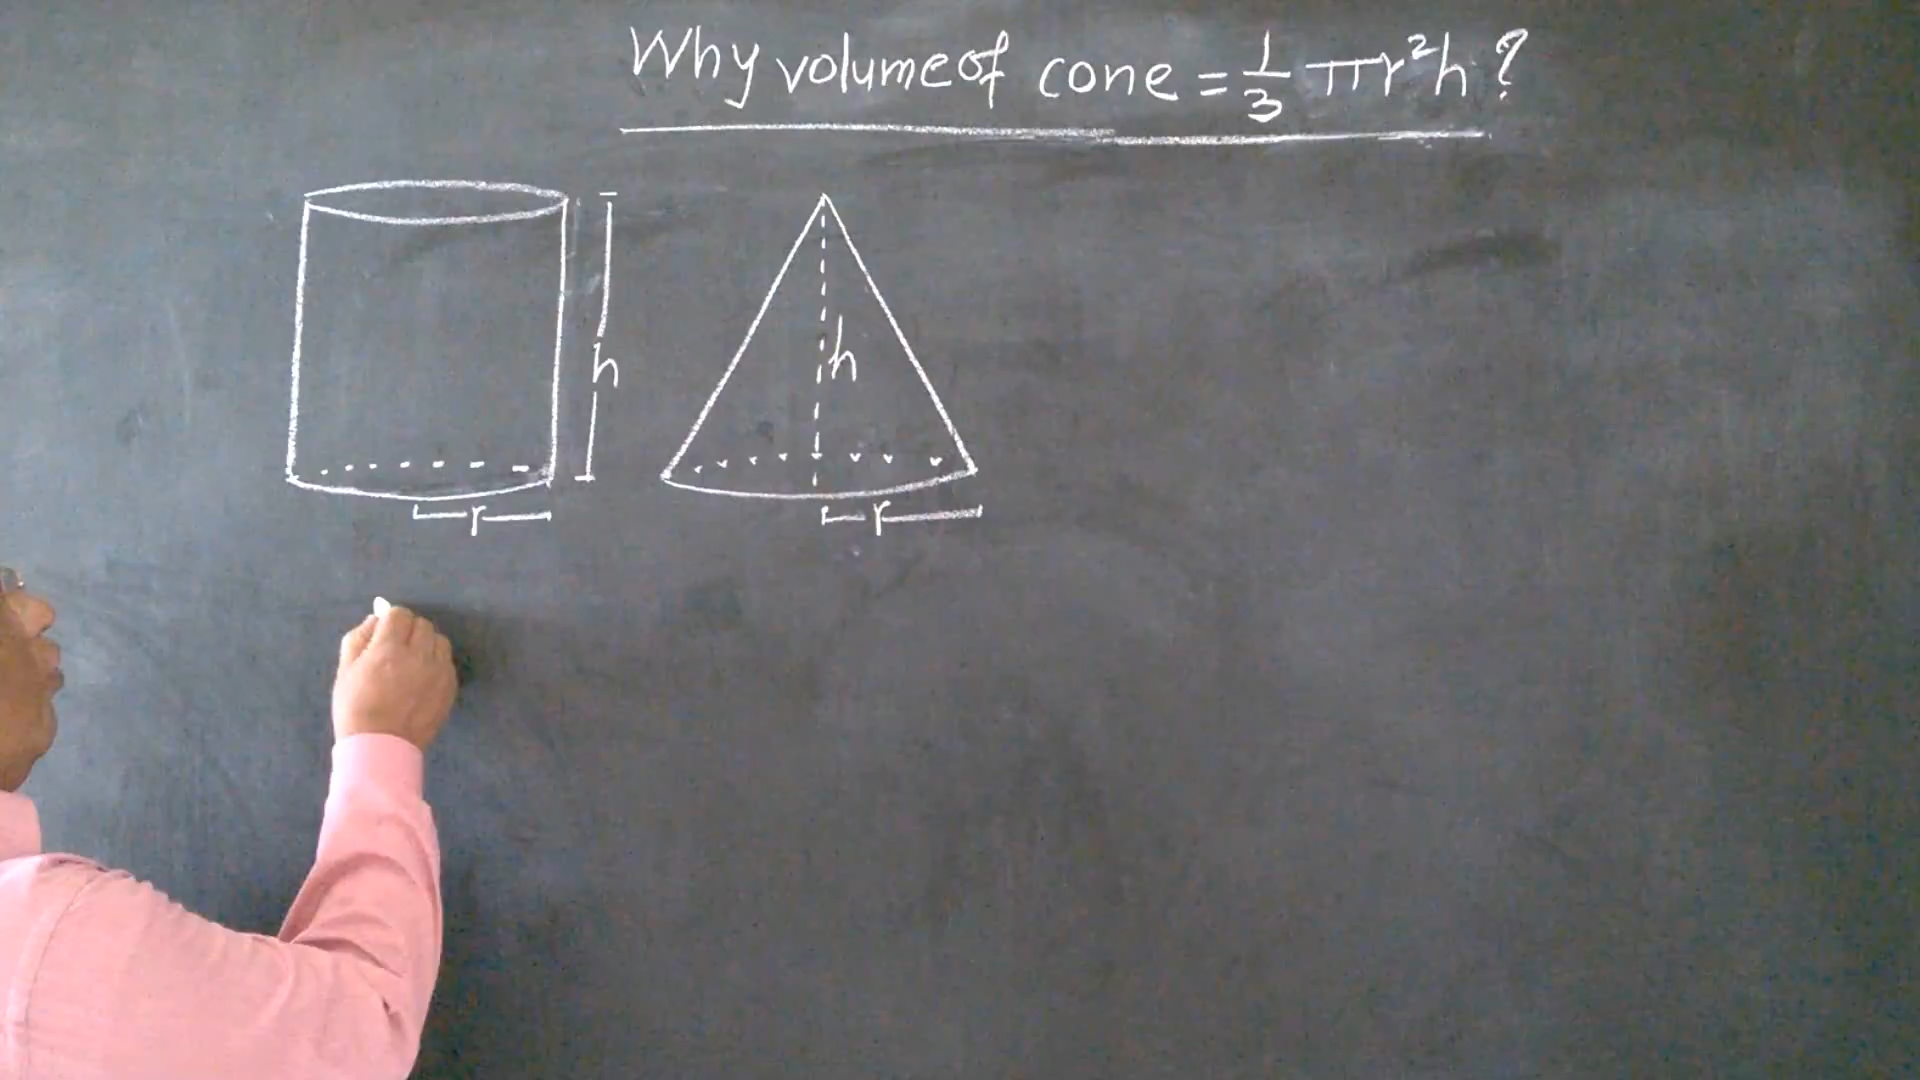 Why volume of cone = 1/3 πr²h?
h
h
r
r